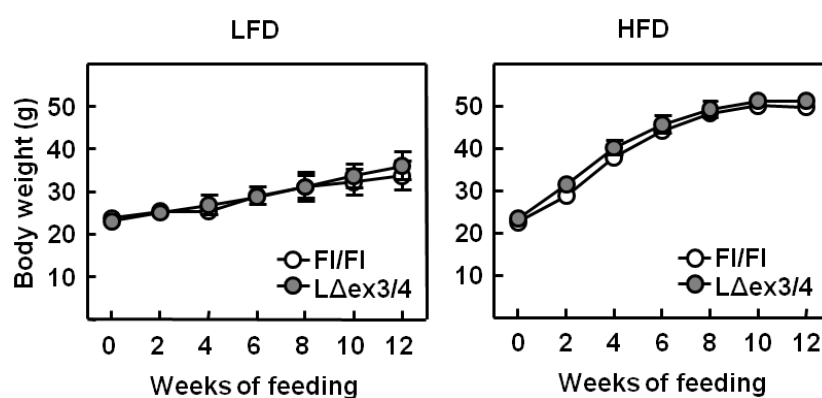 LFD
HFD
Body weight (g)
50
40
30
20
10
Fl/Fl
LΔex3/4
0 2 4 6 8 10 12
Weeks of feeding
50
40
30
20
10
Fl/Fl
LΔex3/4
0 2 4 6 8 10 12
Weeks of feeding